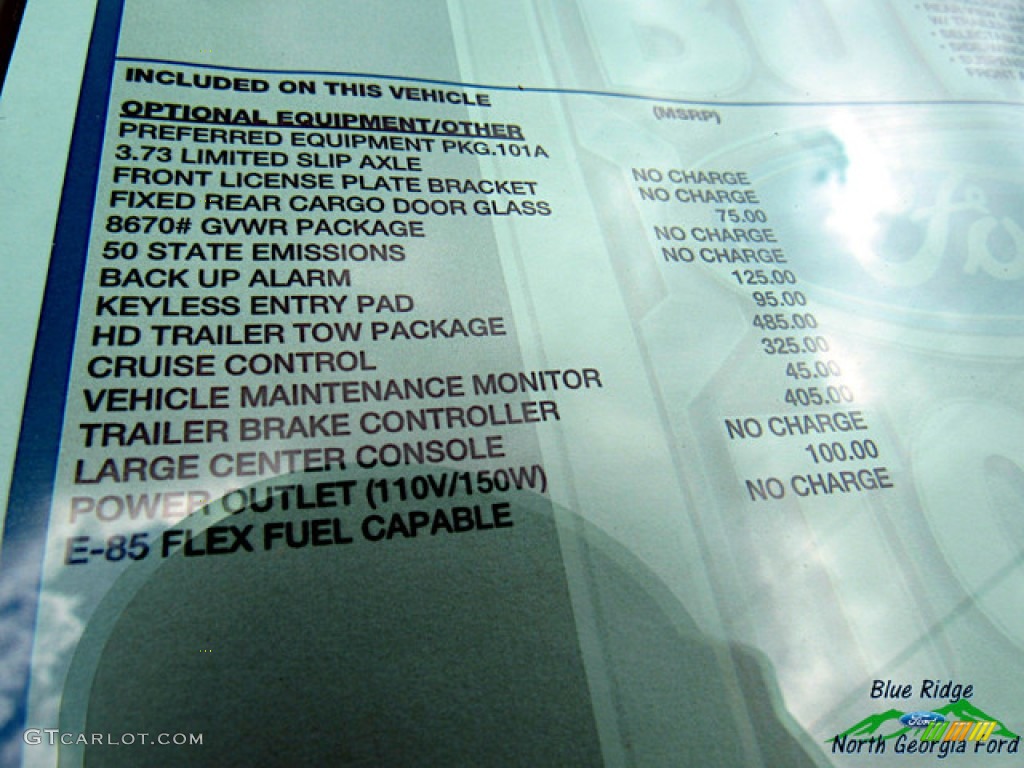 INCLUDED ON THIS VEHICLE
(MSRP)
OPTIONAL EQUIPMENT/OTHER
PREFERRED EQUIPMENT PKG.101A
3.73 LIMITED SLIP AXLE NO CHARGE
FRONT LICENSE PLATE BRACKET NO CHARGE
FIXED REAR CARGO DOOR GLASS 75.00
8670# GVWR PACKAGE NO CHARGE
50 STATE EMISSIONS NO CHARGE
BACK UP ALARM 125.00
KEYLESS ENTRY PAD 95.00
HD TRAILER TOW PACKAGE 485.00
CRUISE CONTROL 325.00
VEHICLE MAINTENANCE MONITOR 45.00
TRAILER BRAKE CONTROLLER 405.00
LARGE CENTER CONSOLE NO CHARGE
POWER OUTLET (110V/150W) 100.00
E-85 FLEX FUEL CAPABLE NO CHARGE
GTCARLOT.COM
Blue Ridge
Ford
North Georgia Ford